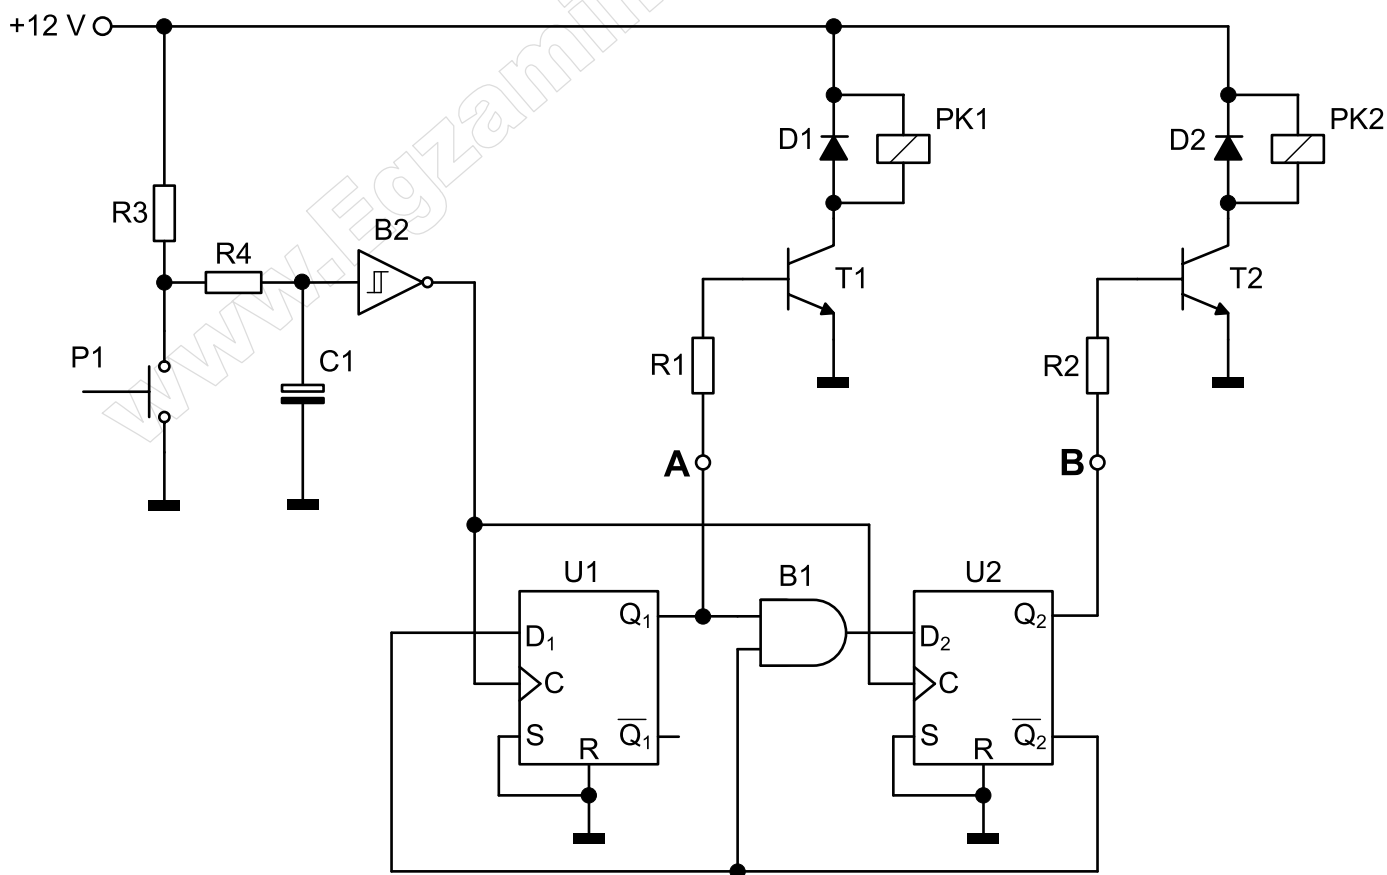 +12 V
PK1
PK2
D1
D2
R3
B2
R4
T1
T2
P1
C1
R1
R2
A
B
U1
B1
U2
Q1
Q2
D1
D2
C
C
S
Q1
S
Q2
R
R
www.Egzamin